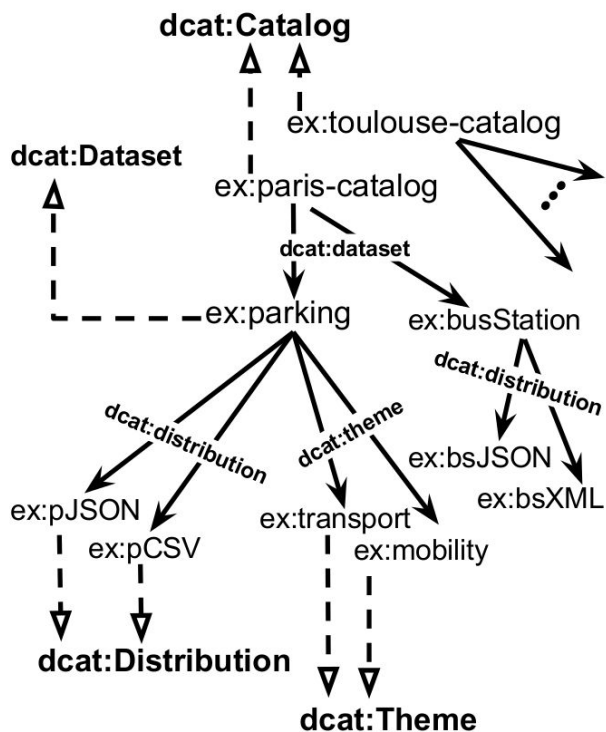 dcat:Catalog
ex:toulouse-catalog
dcat:Dataset
ex:paris-catalog
dcat:dataset
ex:parking
ex:busStation
dcat:distribution
dcat:theme
dcat:distribution
ex:bsJSON
ex:bsXML
ex:pJSON
ex:transport
ex:pCSV
ex:mobility
dcat:Distribution
dcat:Theme